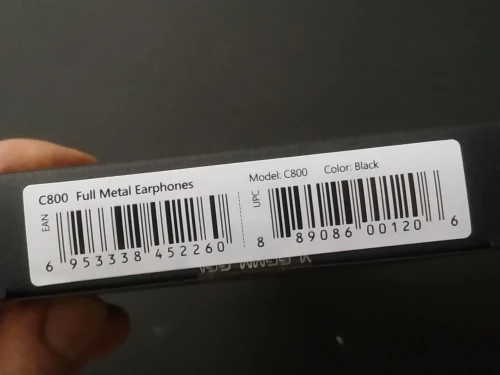 C800 Full Metal Earphones
EAN
6 953338 452260
Model: C800 Color: Black
UPC
8 89086 00120 6